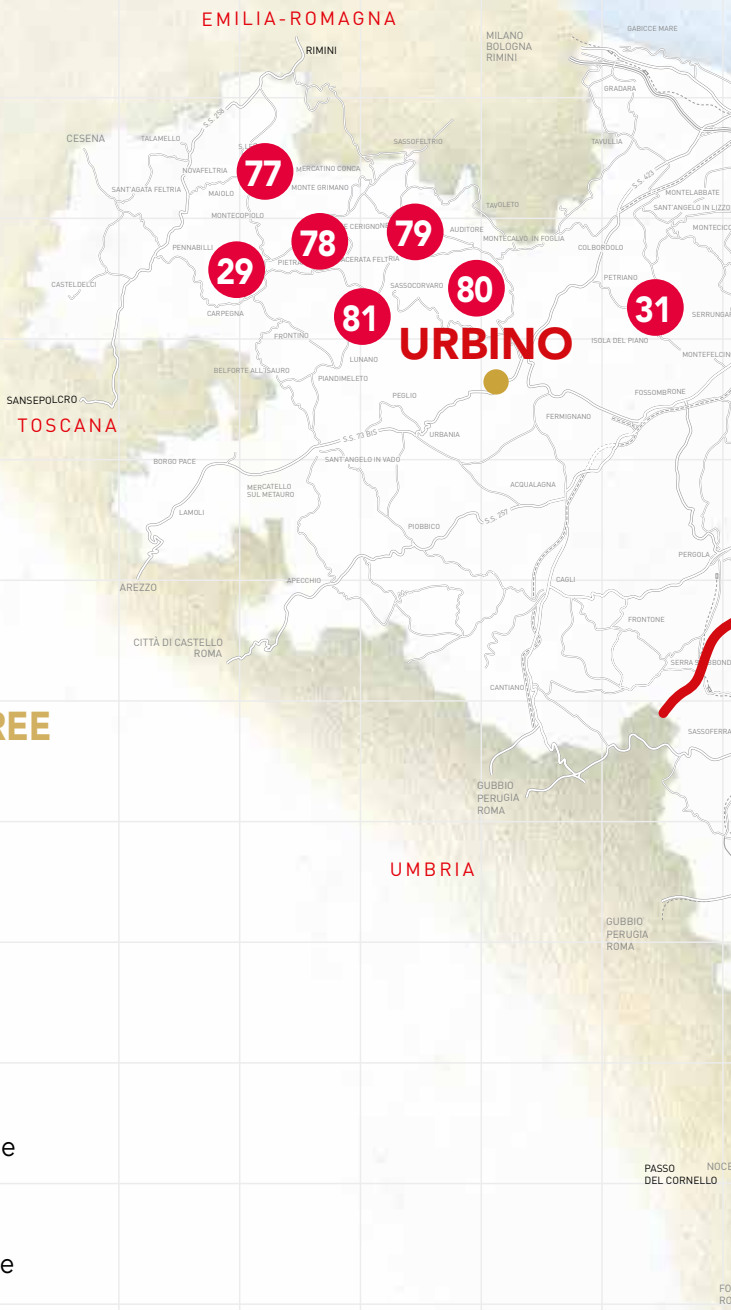 EMILIA-ROMAGNA
RIMINI
GABICCE MARE
MILANO
BOLOGNA
RIMINI
GRADARA
S.S. 258
CESENA
TALAMELLO
SASSOFELTRIO
TAVULLIA
77
NOVAFELTRIA
MERCATINO CONCA
S.S. 423
SANT'AGATA FELTRIA
MAIOLO
MONTE GRIMANO
MONTELABBATE
TAVOLETO
SANT'ANGELO IN LIZZO
MONTECOPIOLO
79
AUDITORE
78
MONTECALVO IN FOGLIA
PENNABILLI
COLBORDOLO
29
CASTELDELCI
SASSOCORVARO
80
PETRIANO
31
CARPEGNA
81
FRONTINO
URBINO
ISOLA DEL PIANO
LUNANO
BELFORTE ALL'ISAURO
PIANDIMELETO
PEGLIO
FOSSOMBRONE
SANSEPOLCRO
TOSCANA
FERMIGNANO
S.S. 73 BIS
URBANIA
BORGO PACE
SANT'ANGELO IN VADO
MERCATELLO
SUL METAURO
ACQUALAGNA
LAMOLI
S.S. 257
PIOBBICO
PERGOLA
AREZZO
APECCHIO
CAGLI
FRONTONE
CITTÀ DI CASTELLO
ROMA
CANTIANO
REE
GUBBIO
PERUGIA
ROMA
UMBRIA
GUBBIO
PERUGIA
ROMA
e
PASSO
DEL CORNELLO
NOCE
e
FO
RO